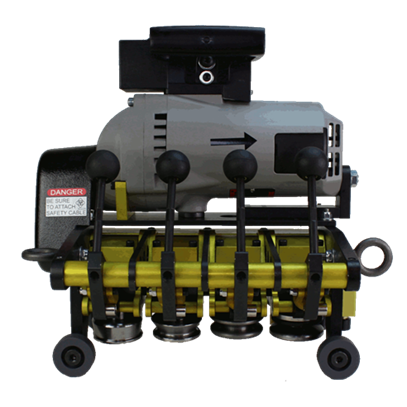 DANGER
BE SURE
TO ATTACH
SAFETY CABLE